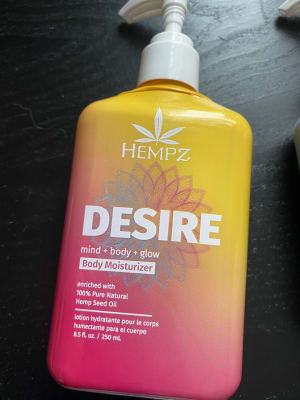 HEMPZ
DESIRE
mind + body + glow
Body Moisturizer
enriched with
100% Pure Natural
Hemp Seed Oil
lotion hydratante pour le corps
humectante para el cuerpo
8.5 fl. oz / 250 mL